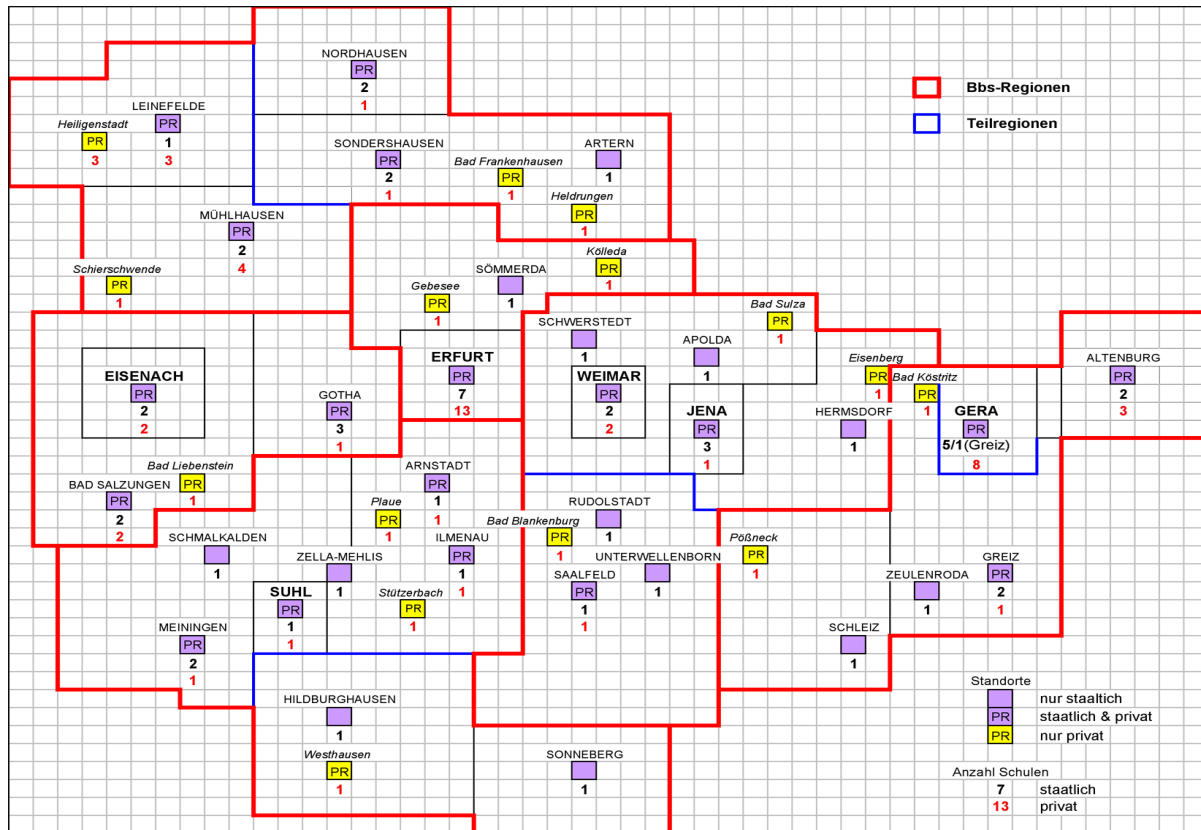 NORDHAUSEN
PR
2
1
Bbs-Regionen
Teilregionen
LEINEFELDE
PR
1
3
Heiligenstadt
PR
3
SONDERSHAUSEN
PR
2
1
Bad Frankenhausen
PR
1
ARTERN
1
Heldrungen
PR
1
MÜHLHAUSEN
PR
2
4
Schierschwende
PR
1
Kölleda
PR
1
SÖMMERDA
1
Gebesee
PR
1
Bad Sulza
PR
1
SCHWERSTEDT
1
APOLDA
1
ERFURT
PR
7
13
EISENACH
PR
2
2
GOTHA
PR
3
1
WEIMAR
PR
2
2
JENA
PR
3
1
Eisenberg
PR
1
Bad Köstritz
PR
1
HERMSDORF
1
GERA
PR
5/1(Greiz)
8
ALTENBURG
PR
2
3
Bad Liebenstein
PR
1
BAD SALZUNGEN
PR
2
2
ARNSTADT
PR
1
1
Plaue
PR
1
RUDOLSTADT
1
Bad Blankenburg
PR
1
Pößneck
PR
1
SCHMALKALDEN
1
ZELLA-MEHLIS
1
ILMENAU
PR
1
1
UNTERWELLENBORN
1
SAALFELD
PR
1
1
GREIZ
PR
2
1
ZEULENRODA
1
SUHL
PR
1
1
Stützerbach
PR
1
MEININGEN
PR
2
1
SCHLEIZ
1
HILDBURGHAUSEN
1
Westhausen
PR
1
SONNEBERG
1
Standorte
nur staaltich
PR staatlich & privat
PR nur privat
Anzahl Schulen
7 staatlich
13 privat